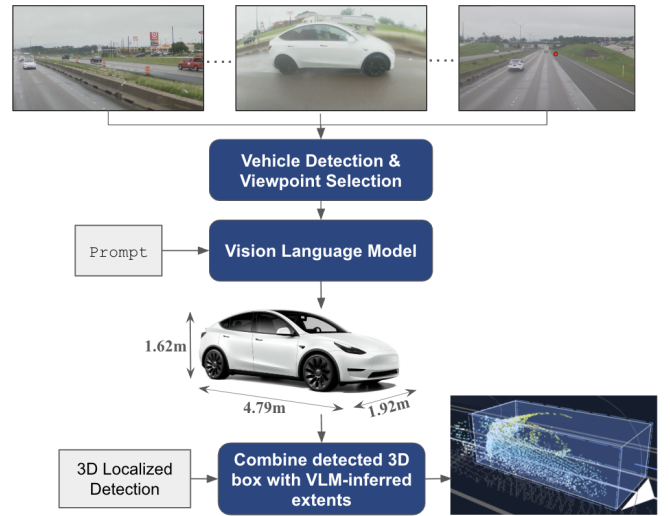 Vehicle Detection &
Viewpoint Selection
Prompt
Vision Language Model
1.62m
4.79m
1.92m
3D Localized
Detection
Combine detected 3D
box with VLM-inferred
extents